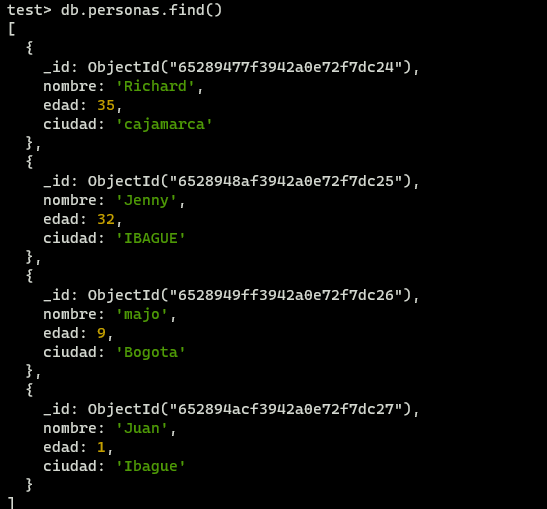 test> db.personas.find()
[
  {
    _id: ObjectId("65289477f3942a0e72f7dc24"),
    nombre: 'Richard',
    edad: 35,
    ciudad: 'cajamarca'
  },
  {
    _id: ObjectId("6528948af3942a0e72f7dc25"),
    nombre: 'Jenny',
    edad: 32,
    ciudad: 'IBAGUE'
  },
  {
    _id: ObjectId("6528949ff3942a0e72f7dc26"),
    nombre: 'majo',
    edad: 9,
    ciudad: 'Bogota'
  },
  {
    _id: ObjectId("652894acf3942a0e72f7dc27"),
    nombre: 'Juan',
    edad: 1,
    ciudad: 'Ibague'
  }
]